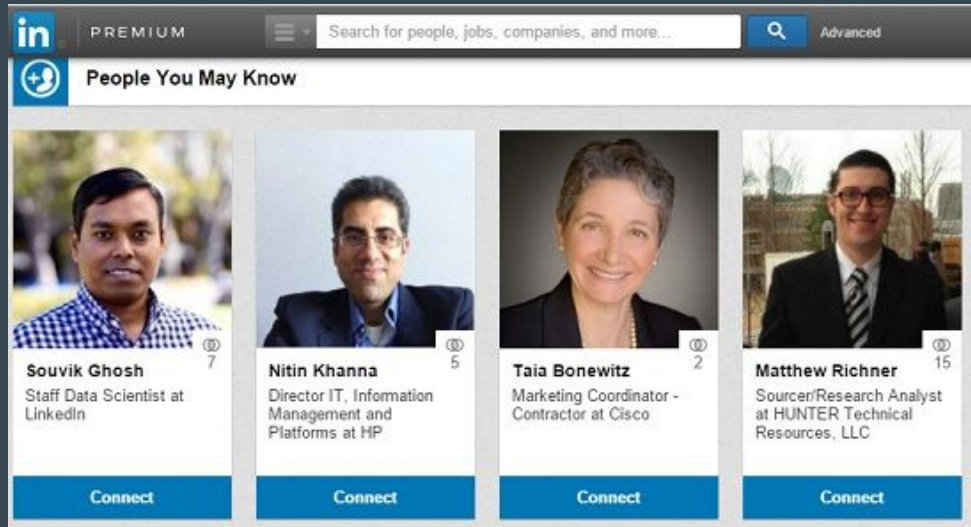 in PREMIUM Search for people, jobs, companies, and more.... Advanced
People You May Know
7
Souvik Ghosh
Staff Data Scientist at
LinkedIn
Connect
5
Nitin Khanna
Director IT, Information
Management and
Platforms at HP
Connect
2
Taia Bonewitz
Marketing Coordinator -
Contractor at Cisco
Connect
15
Matthew Richner
Sourcer/Research Analyst
at HUNTER Technical
Resources, LLC
Connect